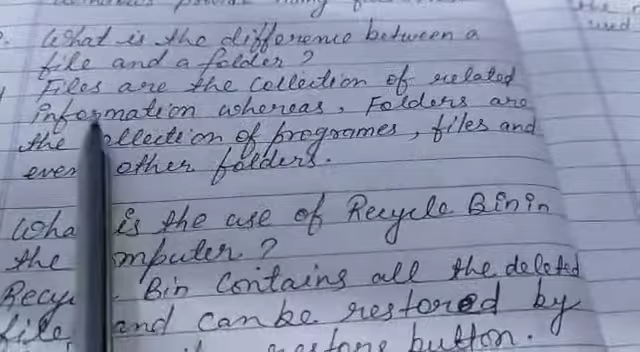 What is the difference between a
file and a folder?
Files are the collection of related
information whereas, Folders are
the ollection of programes, files and
even other folders.
Wha is the use of Recycle Bin in
the mputer?
Recy Bin contains all the deleted
file and can be restored by
button.